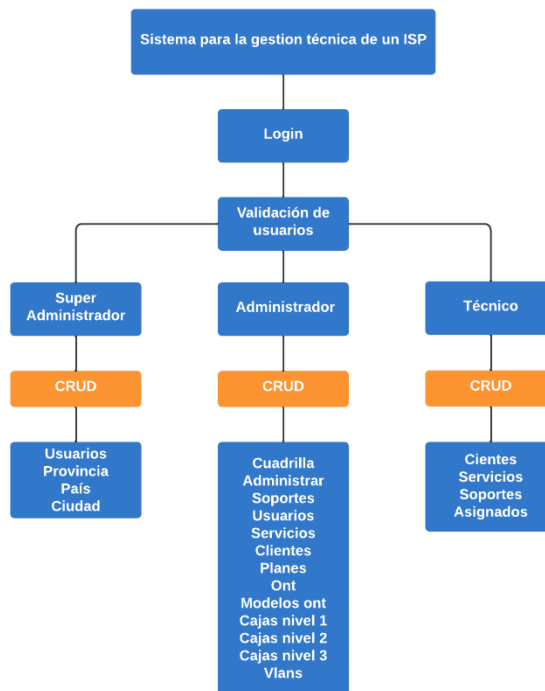 Sistema para la gestion técnica de un ISP
Login
Validación de
usuarios
Super
Administrador
Administrador
Técnico
CRUD
CRUD
CRUD
Usuarios
Provincia
País
Ciudad
Cuadrilla
Administrar
Soportes
Usuarios
Servicios
Clientes
Planes
Ont
Modelos ont
Cajas nivel 1
Cajas nivel 2
Cajas nivel 3
Vlans
Cientes
Servicios
Soportes
Asignados